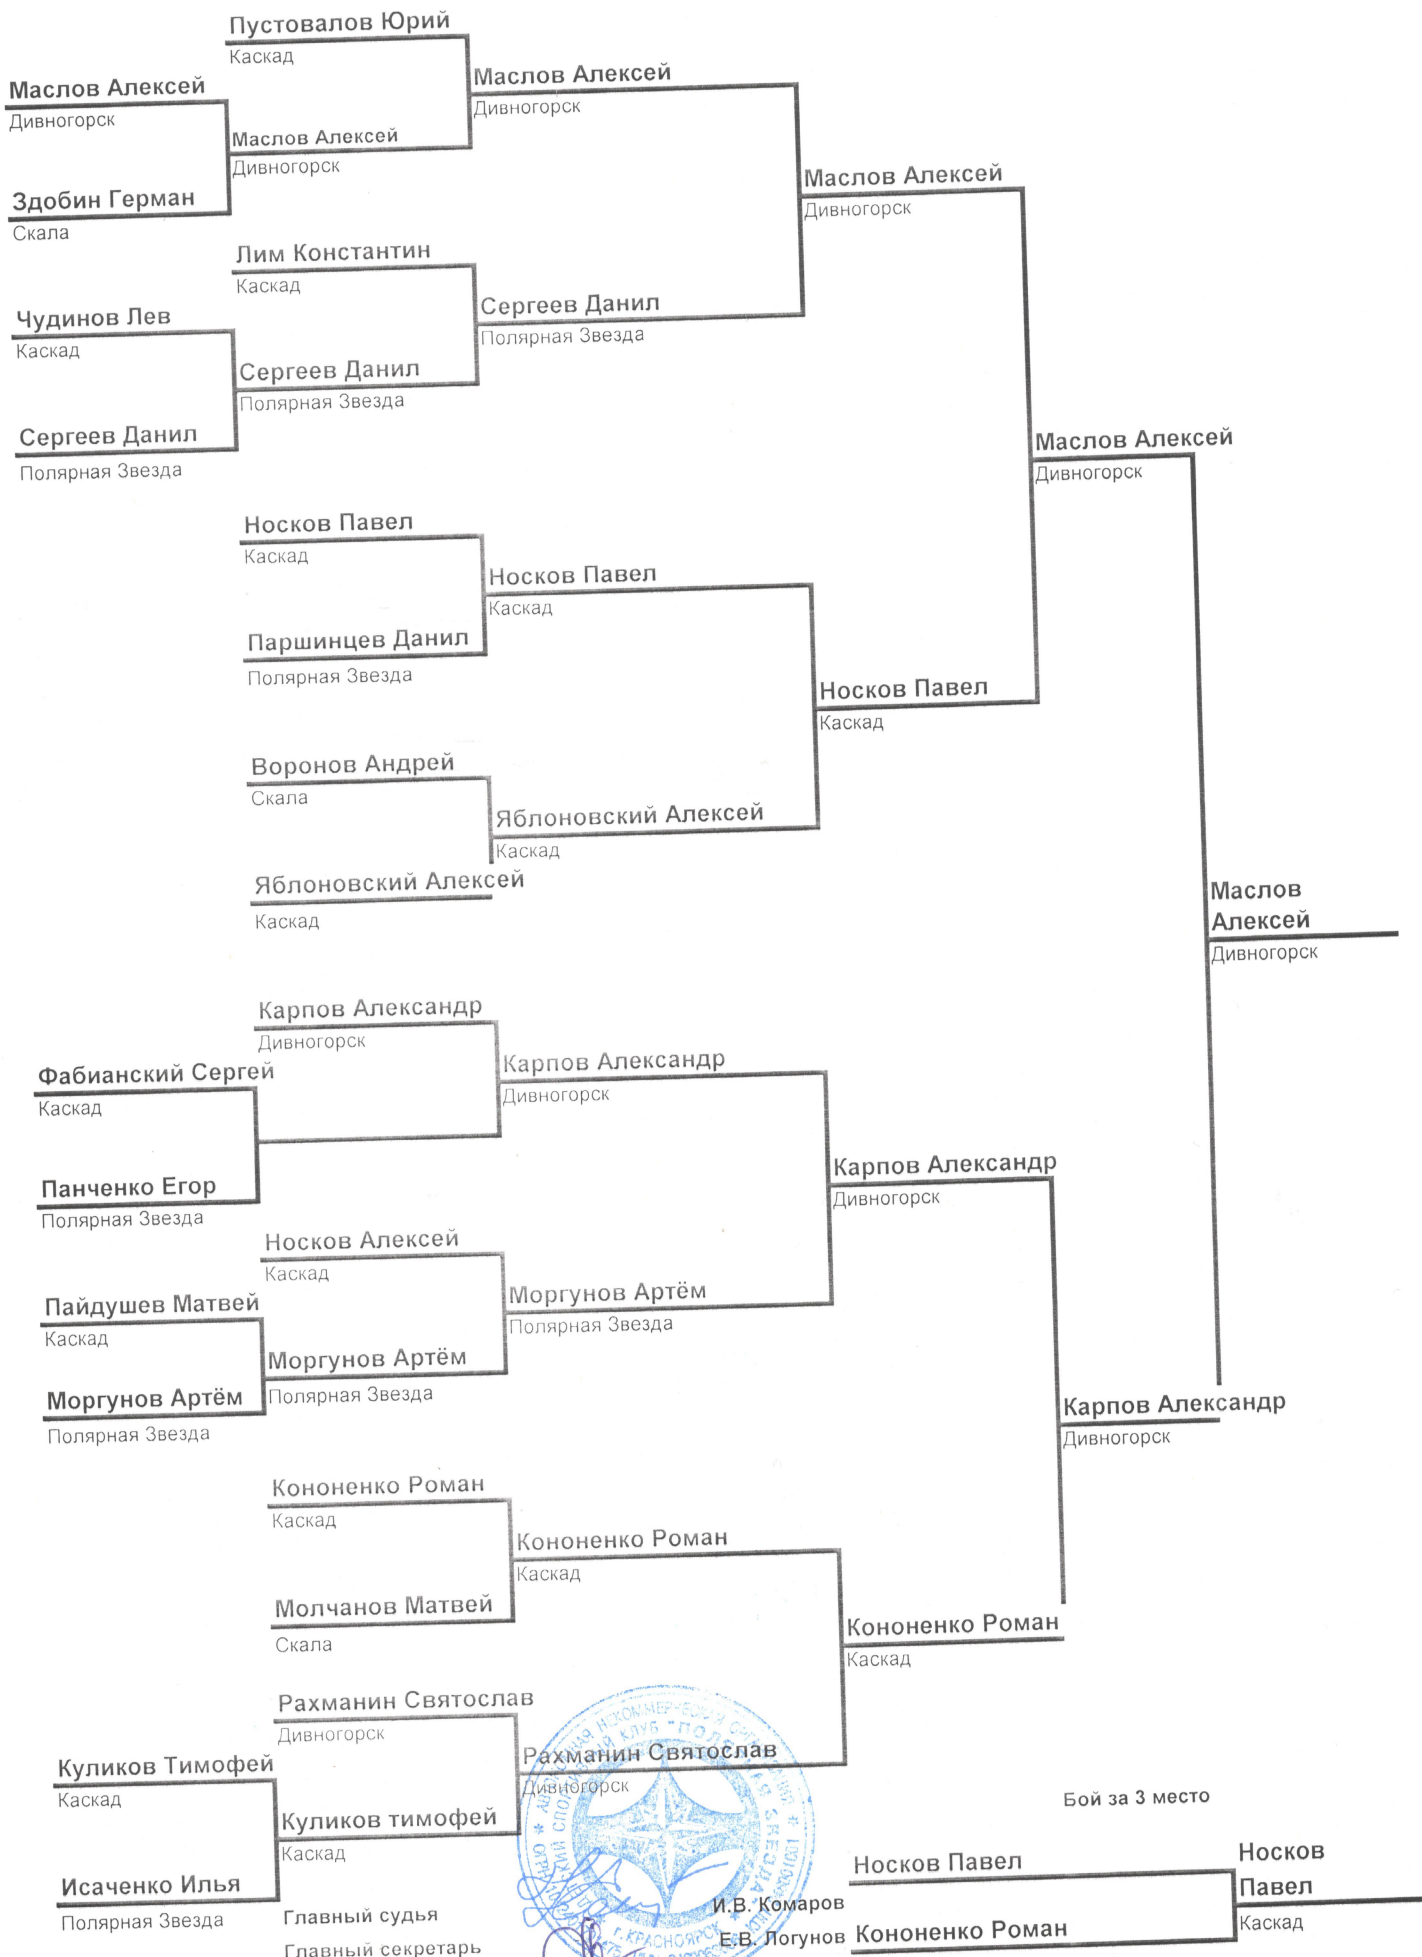 Пустовалов Юрий
Каскад
Маслов Алексей
Дивногорск
Маслов Алексей
Дивногорск
Здобин Герман
Скала
Маслов Алексей
Дивногорск
Маслов Алексей
Дивногорск
Лим Константин
Каскад
Чудинов Лев
Каскад
Сергеев Данил
Полярная Звезда
Сергеев Данил
Полярная Звезда
Сергеев Данил
Полярная Звезда
Маслов Алексей
Дивногорск
Носков Павел
Каскад
Носков Павел
Каскад
Паршинцев Данил
Полярная Звезда
Носков Павел
Каскад
Воронов Андрей
Скала
Яблоновский Алексей
Каскад
Яблоновский Алексей
Каскад
Маслов
Алексей
Дивногорск
Карпов Александр
Дивногорск
Фабианский Сергей
Каскад
Карпов Александр
Дивногорск
Панченко Егор
Полярная Звезда
Карпов Александр
Дивногорск
Носков Алексей
Каскад
Пайдушев Матвей
Каскад
Моргунов Артём
Полярная Звезда
Моргунов Артём
Полярная Звезда
Моргунов Артём
Полярная Звезда
Карпов Александр
Дивногорск
Кононенко Роман
Каскад
Кононенко Роман
Каскад
Молчанов Матвей
Скала
Кононенко Роман
Каскад
Рахманин Святослав
Дивногорск
Рахманин Святослав
Дивногорск
Куликов Тимофей
Каскад
Куликов тимофей
Каскад
Исаченко Илья
Полярная Звезда
Бой за 3 место
Носков Павел
Носков
Павел
Каскад
Кононенко Роман
Главный судья
И.В. Комаров
Главный секретарь
Е.В. Логунов
Г. КРАСНОЯРСК